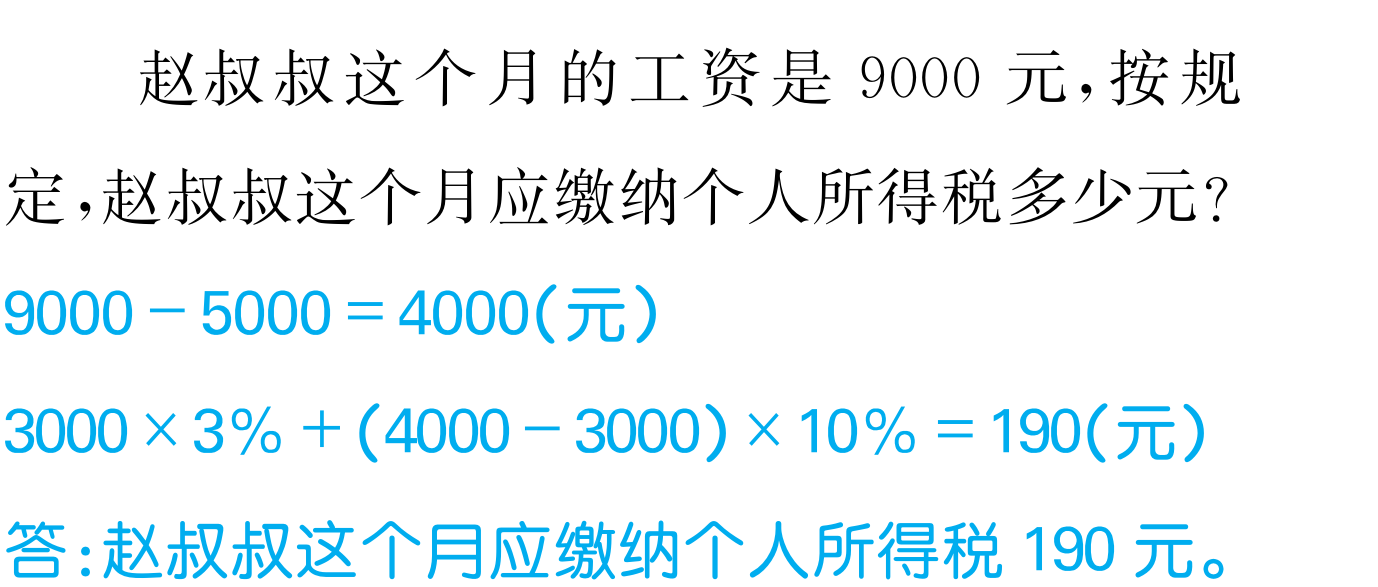 赵叔叔这个月的工资是 9000 元,按规
定,赵叔叔这个月应缴纳个人所得税多少元?
9000－5000＝4000(元)
3000×3%＋(4000－3000)×10%＝190(元)
答:赵叔叔这个月应缴纳个人所得税 190 元。